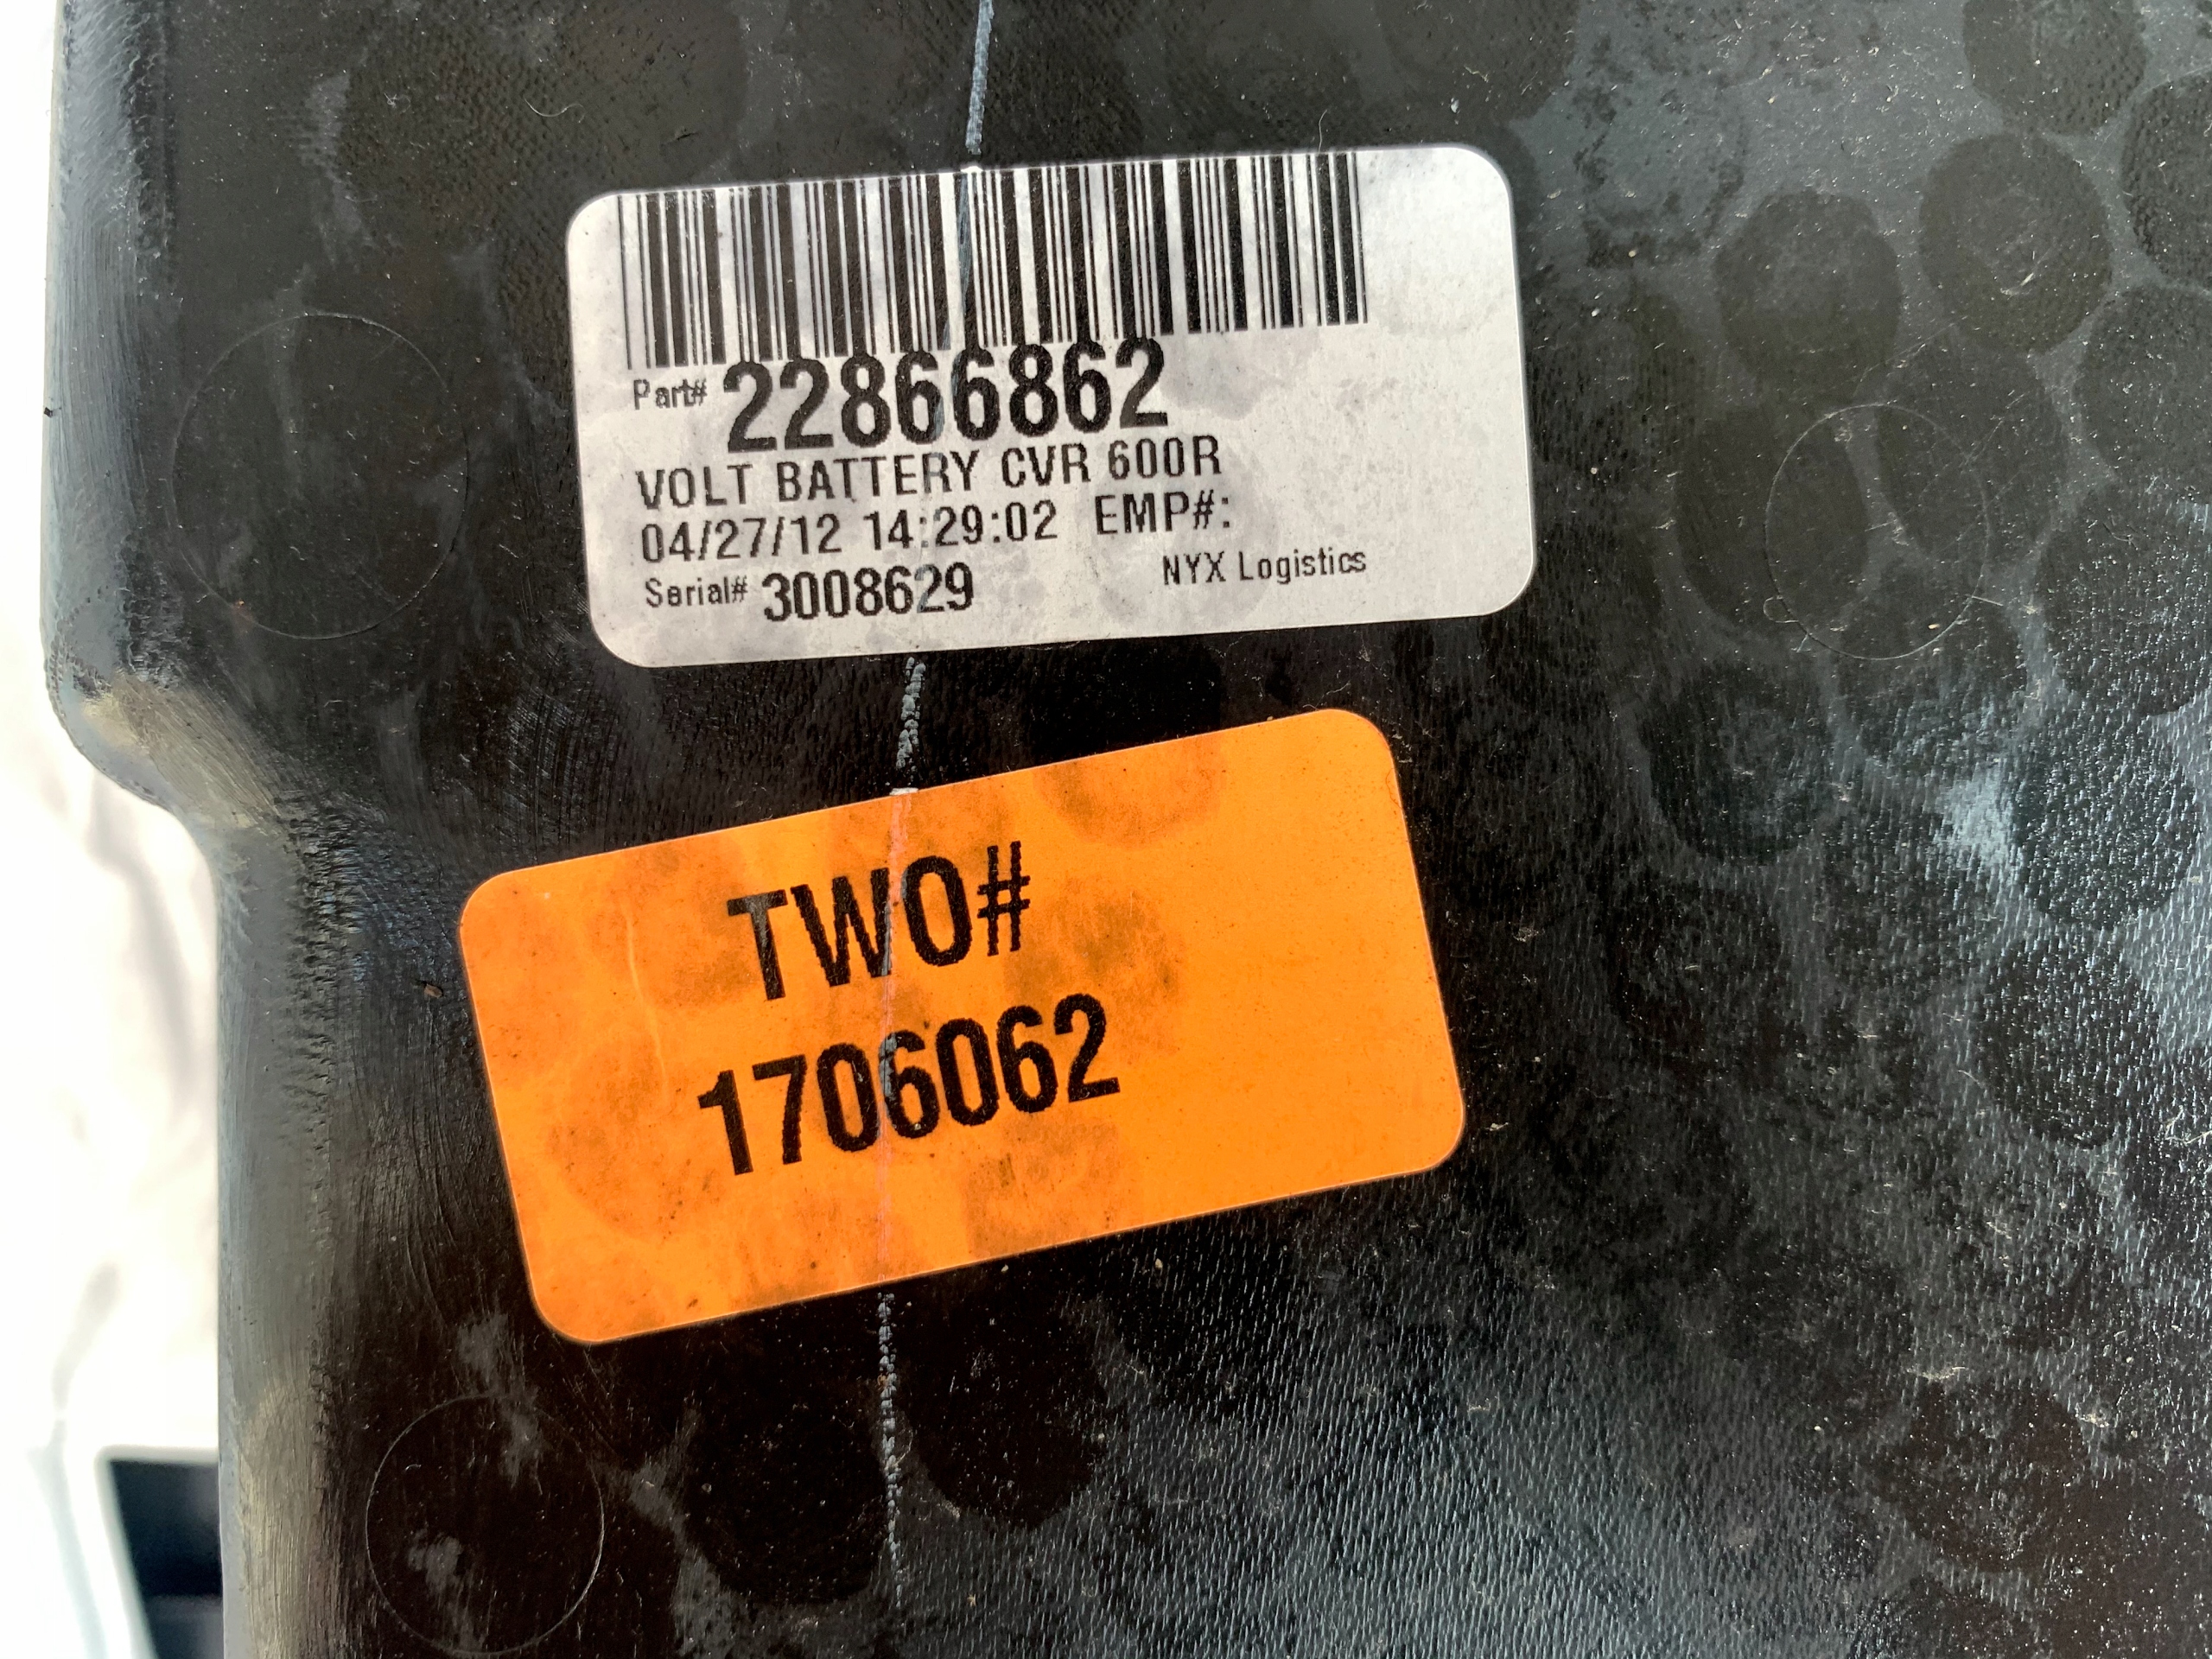 Part# 22866862
VOLT BATTERY CVR 600R
04/27/12 14:29:02 EMP#:
Serial# 3008629 NYX Logistics
TWO#
1706062